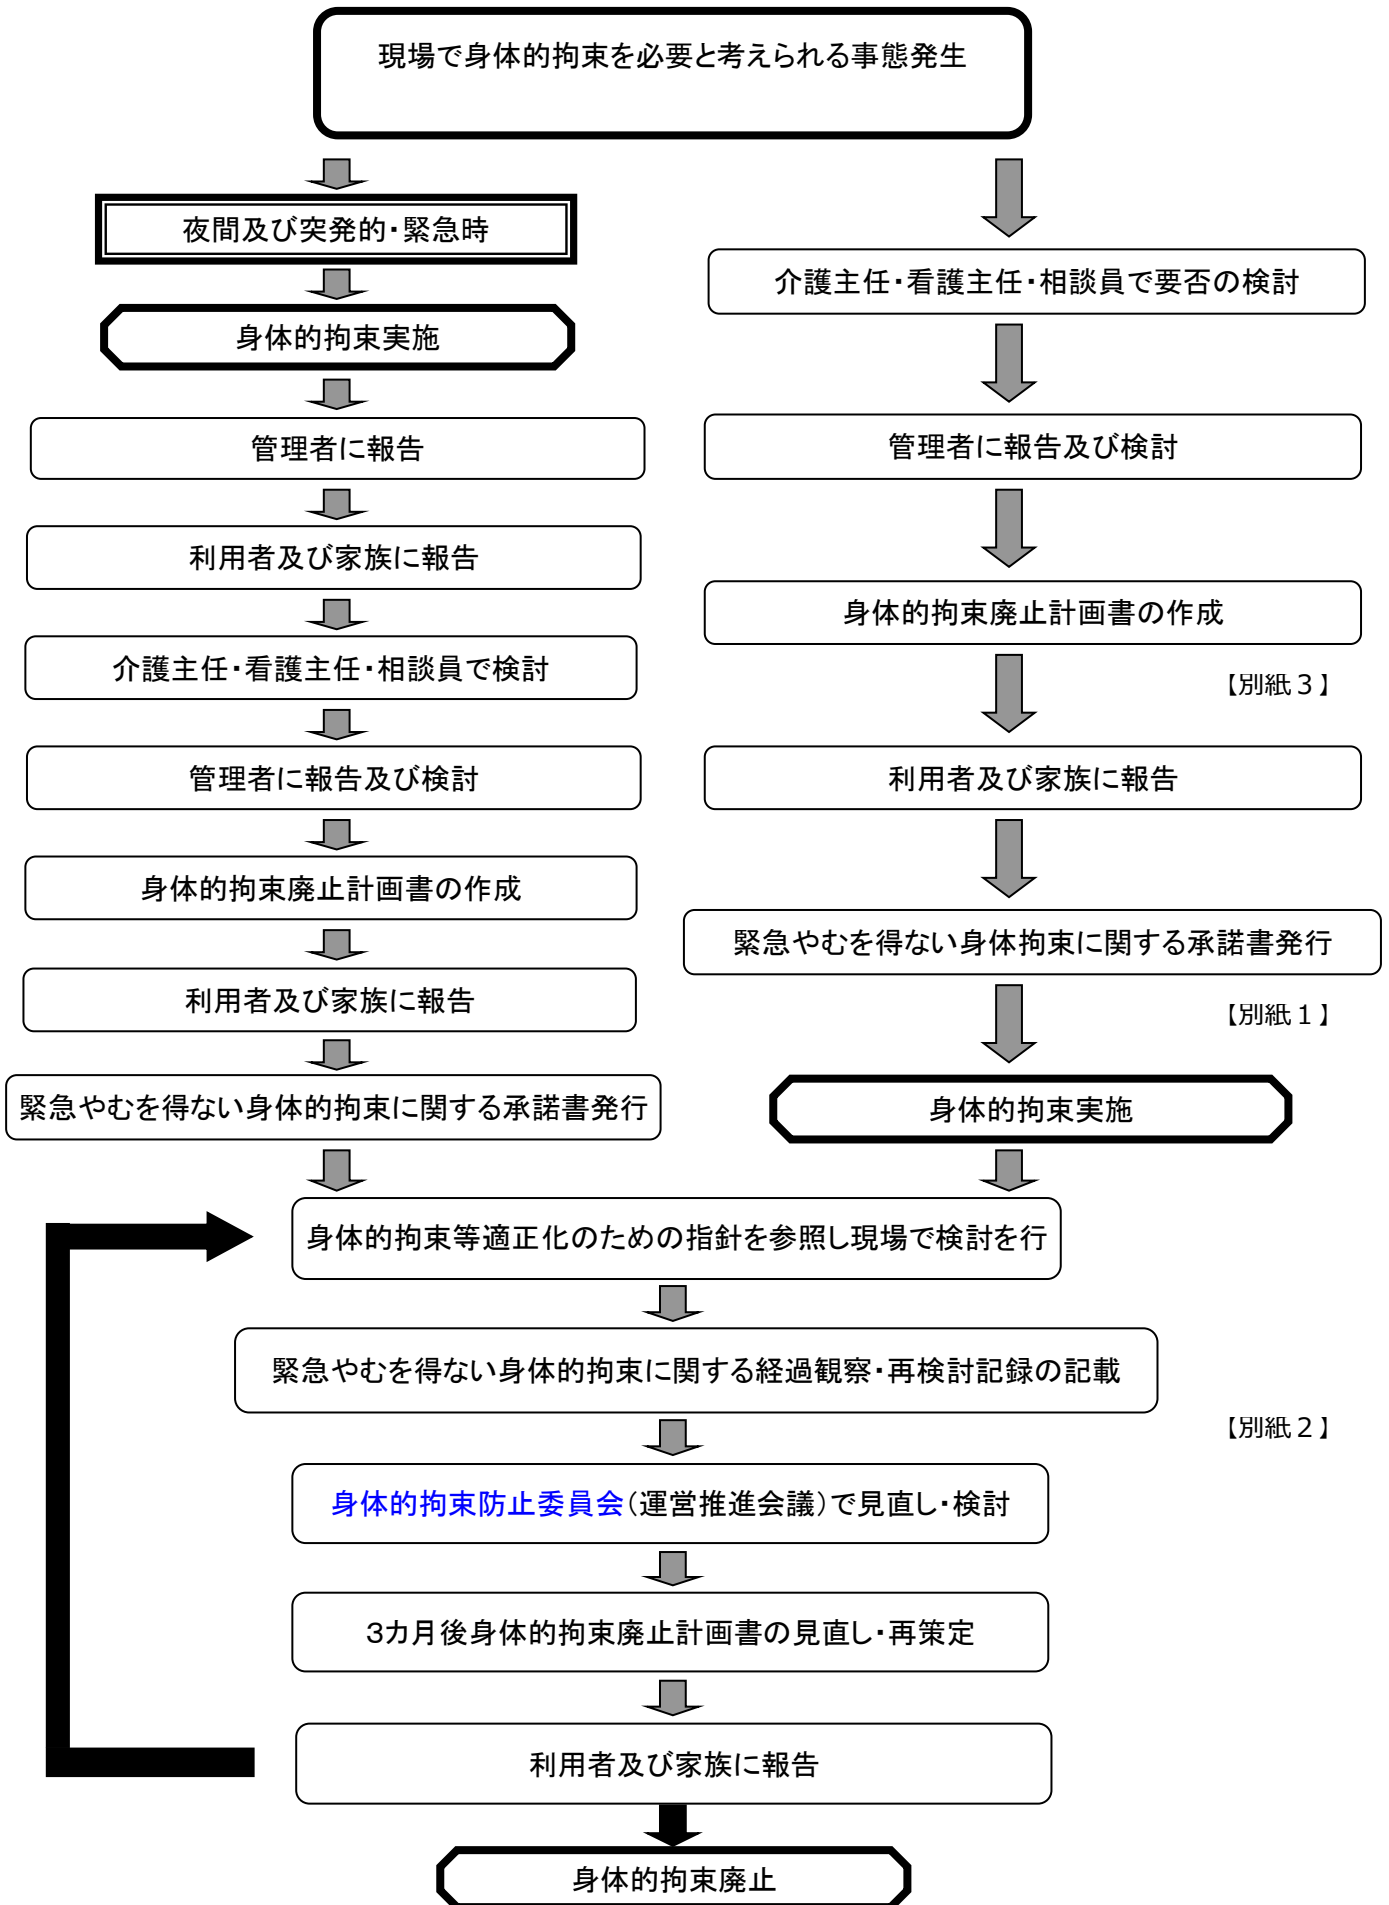 現場で身体的拘束を必要と考えられる事態発生
夜間及び突発的・緊急時
身体的拘束実施
管理者に報告
利用者及び家族に報告
介護主任・看護主任・相談員で検討
管理者に報告及び検討
身体的拘束廃止計画書の作成
利用者及び家族に報告
緊急やむを得ない身体的拘束に関する承諾書発行
介護主任・看護主任・相談員で要否の検討
管理者に報告及び検討
身体的拘束廃止計画書の作成
【別紙３】
利用者及び家族に報告
緊急やむを得ない身体拘束に関する承諾書発行
【別紙１】
身体的拘束実施
身体的拘束等適正化のための指針を参照し現場で検討を行
緊急やむを得ない身体的拘束に関する経過観察・再検討記録の記載
【別紙２】
身体的拘束防止委員会（運営推進会議）で見直し・検討
3カ月後身体的拘束廃止計画書の見直し・再策定
利用者及び家族に報告
身体的拘束廃止